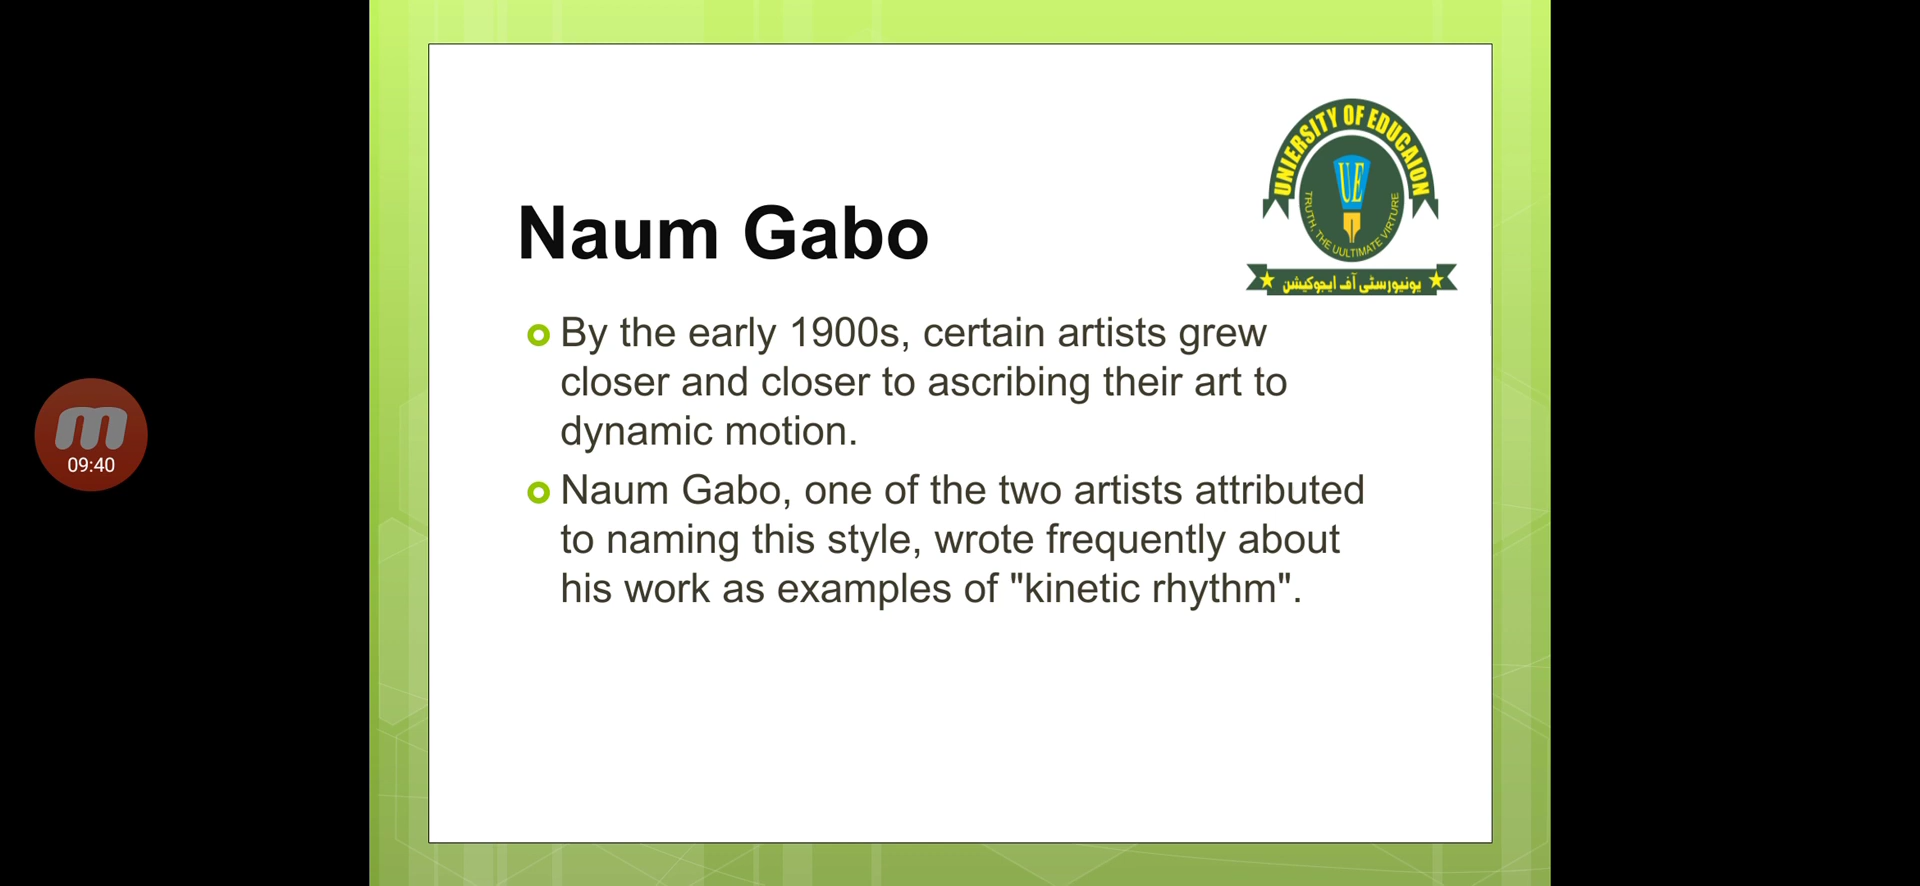 UNIERSITY OF EDUCAION
UE
TRUTH, THE UULTIMATE VIRTURE
یونیورسٹی آف ایجوکیشن
Naum Gabo
By the early 1900s, certain artists grew
closer and closer to ascribing their art to
dynamic motion.
Naum Gabo, one of the two artists attributed
to naming this style, wrote frequently about
his work as examples of "kinetic rhythm".
m
09:40